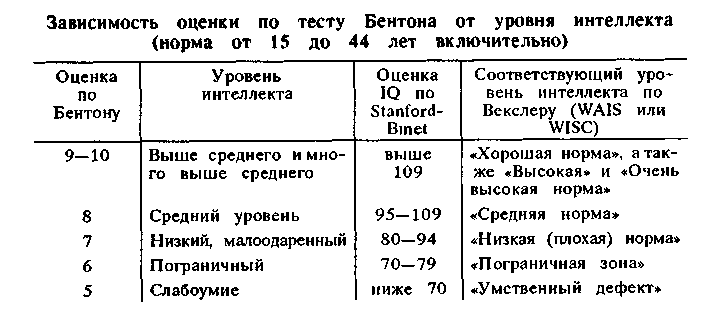 Зависимость оценки по тесту Бентона от уровня интеллекта
(норма от 15 до 44 лет включительно)
Оценка по Бентону | Уровень интеллекта | Оценка IQ по Stanford-Binet | Соответствующий уровень интеллекта по Векслеру (WAIS или WISC)
9—10 | Выше среднего и много выше среднего | выше 109 | «Хорошая норма», а также «Высокая» и «Очень высокая норма»
8 | Средний уровень | 95—109 | «Средняя норма»
7 | Низкий, малоодаренный | 80—94 | «Низкая (плохая) норма»
6 | Пограничный | 70—79 | «Пограничная зона»
5 | Слабоумие | ниже 70 | «Умственный дефект»